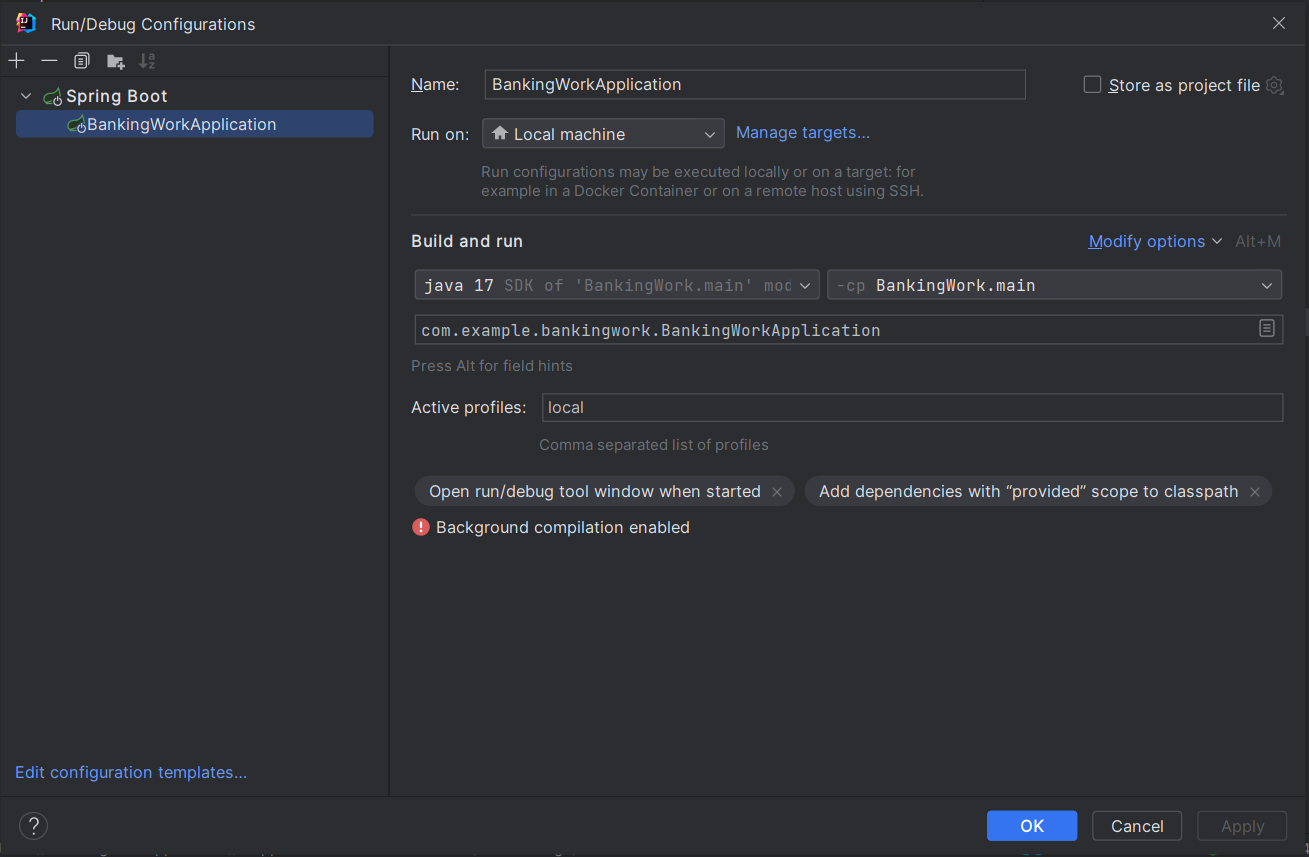 Run/Debug Configurations
Spring Boot
BankingWorkApplication
Edit configuration templates...
Name: BankingWorkApplication
Store as project file
Run on: Local machine Manage targets...
Run configurations may be executed locally or on a target: for
example in a Docker Container or on a remote host using SSH.
Build and run
Modify options Alt+M
java 17 SDK of 'BankingWork.main' mod
-cp BankingWork.main
com.example.bankingwork.BankingWorkApplication
Press Alt for field hints
Active profiles: local
Comma separated list of profiles
Open run/debug tool window when started
Add dependencies with “provided” scope to classpath
Background compilation enabled
? OK Cancel Apply